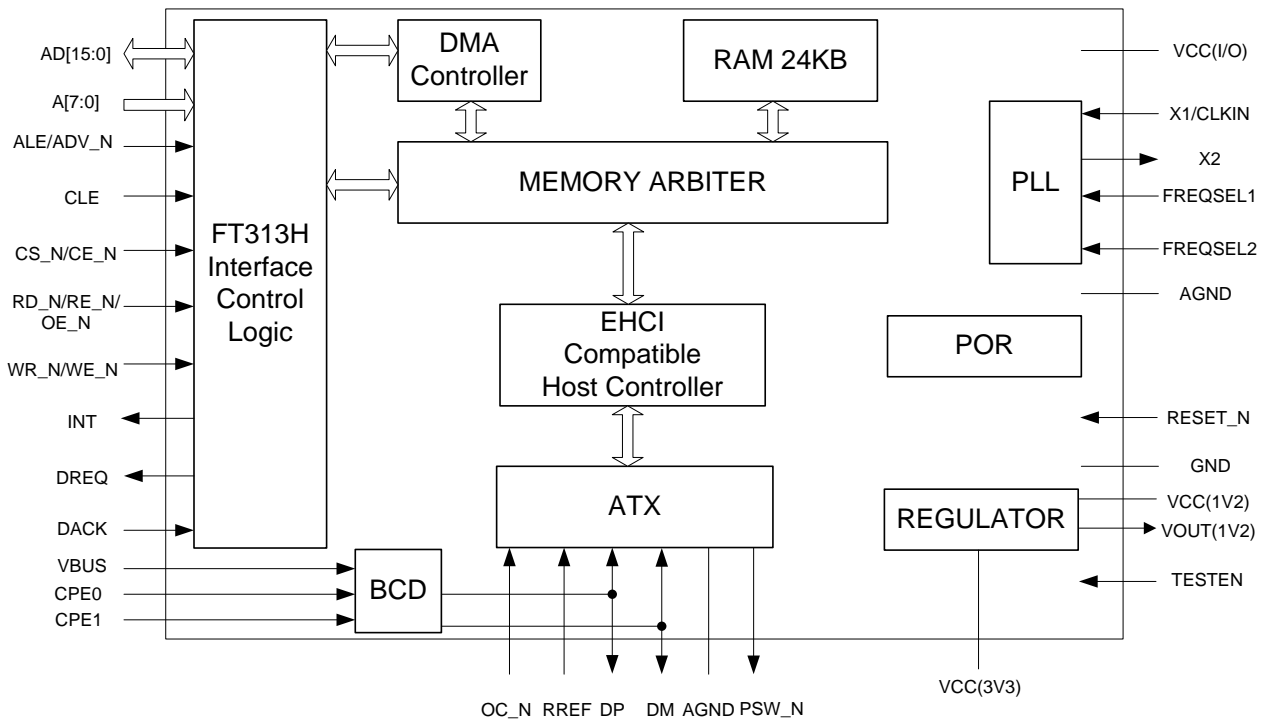 AD[15:0]
A[7:0]
ALE/ADV_N
CLE
CS_N/CE_N
RD_N/RE_N/
OE_N
WR_N/WE_N
INT
DREQ
DACK
VBUS
CPE0
CPE1
FT313H
Interface
Control
Logic
DMA
Controller
RAM 24KB
MEMORY ARBITER
EHCI
Compatible
Host Controller
ATX
BCD
PLL
POR
REGULATOR
VCC(I/O)
X1/CLKIN
X2
FREQSEL1
FREQSEL2
AGND
RESET_N
GND
VCC(1V2)
VOUT(1V2)
TESTEN
VCC(3V3)
OC_N RREF DP DM AGND PSW_N